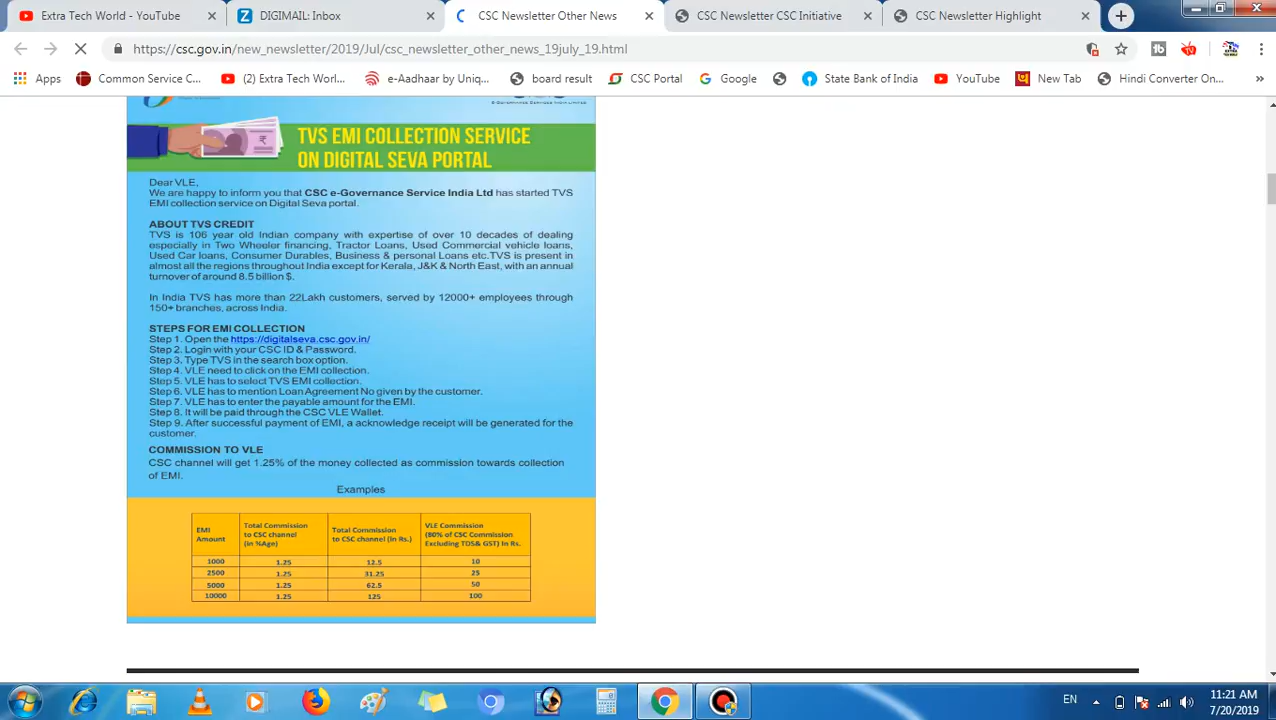 Extra Tech World - YouTube
DIGIMAIL: Inbox
CSC Newsletter Other News
CSC Newsletter CSC Initiative
CSC Newsletter Highlight
https://csc.gov.in/new_newsletter/2019/Jul/csc_newsletter_other_news_19july_19.html
Apps
Common Service C...
(2) Extra Tech Worl...
e-Aadhaar by Uniq...
board result
CSC Portal
Google
State Bank of India
YouTube
New Tab
Hindi Converter On...
»
TVS EMI COLLECTION SERVICE
ON DIGITAL SEVA PORTAL
Dear VLE,
We are happy to inform you that CSC e-Governance Service India Ltd has started TVS
EMI collection service on Digital Seva portal.
ABOUT TVS CREDIT
TVS is 106 year old Indian company with expertise of over 10 decades of dealing
especially in Two Wheeler financing, Tractor Loans, Used Commercial vehicle loans,
Used Car loans, Consumer Durables, Business & personal Loans etc.TVS is present in
almost all the regions throughout India except for Kerala, J&K & North East, with an annual
turnover of around 8.5 billion $.
In India TVS has more than 22Lakh customers, served by 12000+ employees through
150+ branches, across India.
STEPS FOR EMI COLLECTION
Step 1. Open the https://digitalseva.csc.gov.in/
Step 2. Login with your CSC ID & Password.
Step 3. Type TVS in the search box option.
Step 4. VLE need to click on the EMI collection.
Step 5. VLE has to select TVS EMI collection.
Step 6. VLE has to mention Loan Agreement No given by the customer.
Step 7. VLE has to enter the payable amount for the EMI.
Step 8. It will be paid through the CSC VLE Wallet.
Step 9. After successful payment of EMI, a acknowledge receipt will be generated for the
customer.
COMMISSION TO VLE
CSC channel will get 1.25% of the money collected as commission towards collection
of EMI.
Examples
EMI Amount
Total Commission to CSC channel (in %Age)
Total Commission to CSC channel (in Rs.)
VLE Commission (80% of CSC Commission Excluding TDS& GST) In Rs.
1000 1.25 12.5 10
2500 1.25 31.25 25
5000 1.25 62.5 50
10000 1.25 125 100
EN
11:21 AM
7/20/2019